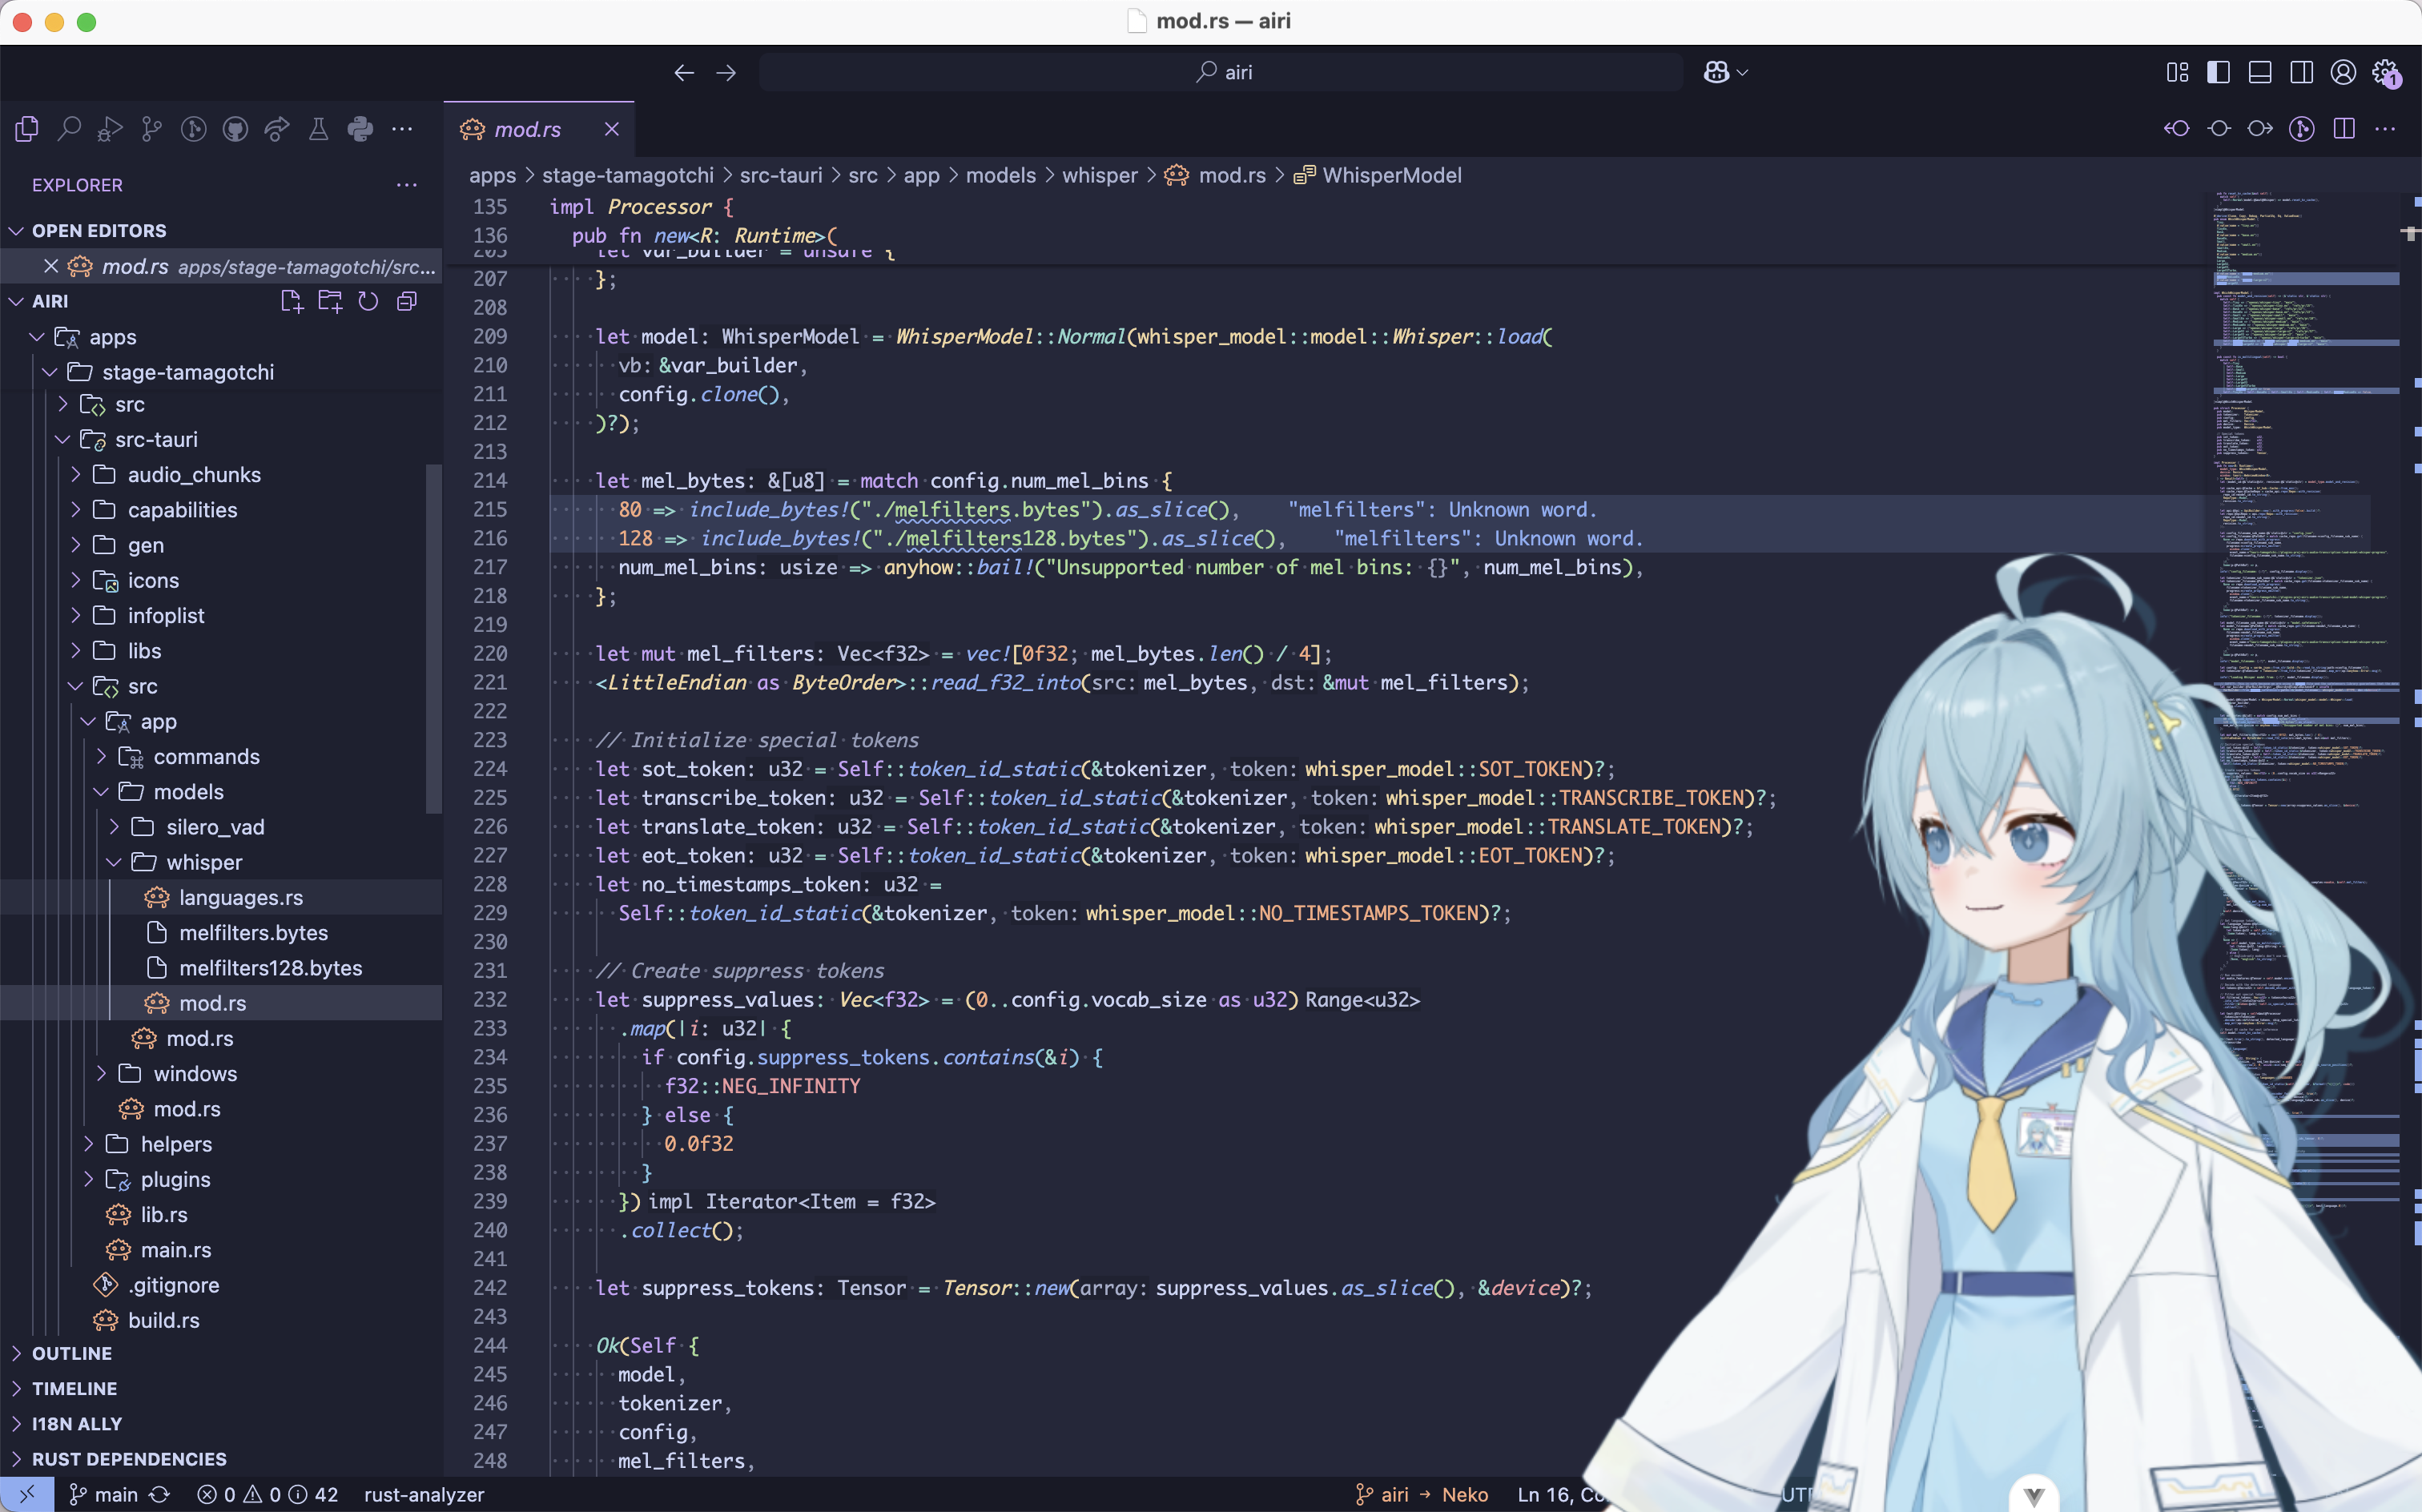 mod.rs — airi
airi
1
mod.rs
EXPLORER
OPEN EDITORS
mod.rs apps/stage-tamagotchi/src...
AIRI
apps
stage-tamagotchi
src
src-tauri
audio_chunks
capabilities
gen
icons
infoplist
libs
src
app
commands
models
silero_vad
whisper
languages.rs
melfilters.bytes
melfilters128.bytes
mod.rs
mod.rs
windows
mod.rs
helpers
plugins
lib.rs
main.rs
.gitignore
build.rs
OUTLINE
TIMELINE
I18N ALLY
RUST DEPENDENCIES
apps > stage-tamagotchi > src-tauri > src > app > models > whisper > mod.rs > WhisperModel
135 impl Processor {
136 pub fn new<R: Runtime>(
205 let var_builder = unsafe {
207 };
208
209 let model: WhisperModel = WhisperModel::Normal(whisper_model::model::Whisper::load(
210 vb: &var_builder,
211 config.clone(),
212 )?);
213
214 let mel_bytes: &[u8] = match config.num_mel_bins {
215 80 => include_bytes!("./melfilters.bytes").as_slice(), "melfilters": Unknown word.
216 128 => include_bytes!("./melfilters128.bytes").as_slice(), "melfilters": Unknown word.
217 num_mel_bins: usize => anyhow::bail!("Unsupported number of mel bins: {}", num_mel_bins),
218 };
219
220 let mut mel_filters: Vec<f32> = vec![0f32; mel_bytes.len() / 4];
221 <LittleEndian as ByteOrder>::read_f32_into(src: mel_bytes, dst: &mut mel_filters);
222
223 // Initialize special tokens
224 let sot_token: u32 = Self::token_id_static(&tokenizer, token: whisper_model::SOT_TOKEN)?;
225 let transcribe_token: u32 = Self::token_id_static(&tokenizer, token: whisper_model::TRANSCRIBE_TOKEN)?;
226 let translate_token: u32 = Self::token_id_static(&tokenizer, token: whisper_model::TRANSLATE_TOKEN)?;
227 let eot_token: u32 = Self::token_id_static(&tokenizer, token: whisper_model::EOT_TOKEN)?;
228 let no_timestamps_token: u32 =
229 Self::token_id_static(&tokenizer, token: whisper_model::NO_TIMESTAMPS_TOKEN)?;
230
231 // Create suppress tokens
232 let suppress_values: Vec<f32> = (0..config.vocab_size as u32) Range<u32>
233 .map(|i: u32| {
234 if config.suppress_tokens.contains(&i) {
235 f32::NEG_INFINITY
236 } else {
237 0.0f32
238 }
239 }) impl Iterator<Item = f32>
240 .collect();
241
242 let suppress_tokens: Tensor = Tensor::new(array: suppress_values.as_slice(), &device)?;
243
244 Ok(Self {
245 model,
246 tokenizer,
247 config,
248 mel_filters,
main 0 0 42 rust-analyzer
airi → Neko Ln 16,